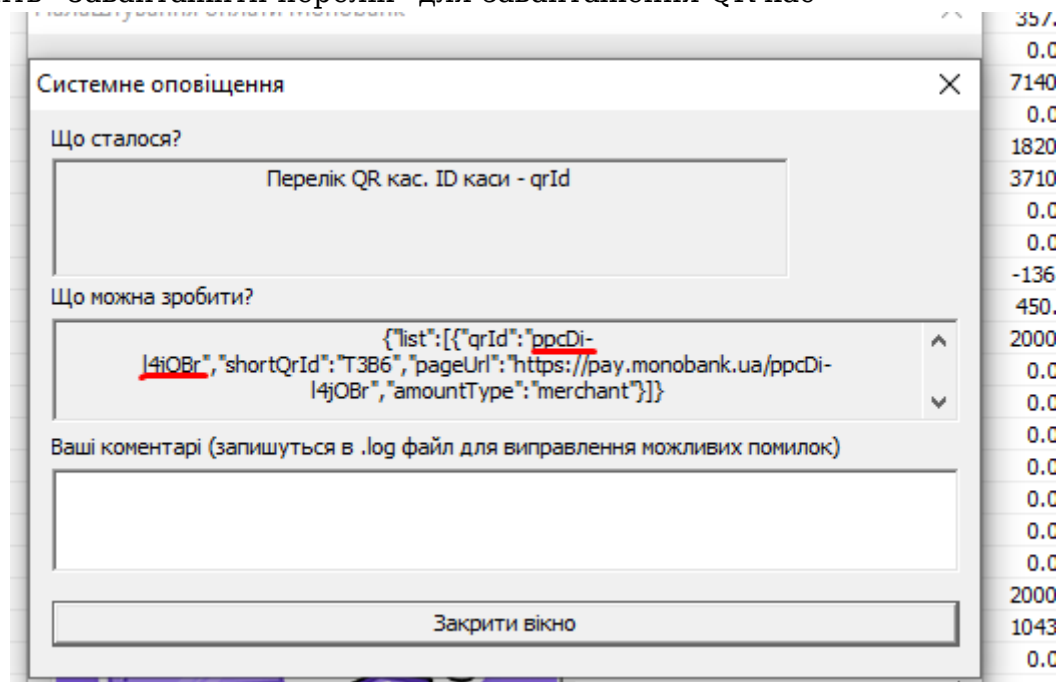 "Завантажити перелік" для завантаження QR кас
Налаштування оплати Monobank
Системне оповіщення
Що сталося?
Перелік QR кас. ID каси - qrId
Що можна зробити?
{"list":[{"qrId":"ppcDi-
l4jOBr","shortQrId":"T3B6","pageUrl":"https://pay.monobank.ua/ppcDi-
l4jOBr","amountType":"merchant"}]}
Ваші коментарі (запишуться в .log файл для виправлення можливих помилок)
Закрити вікно
357.
0.0
7140
0.0
1820
3710
0.0
0.0
-136
450.
2000
0.0
0.0
0.0
0.0
0.0
0.0
0.0
2000
1043
0.0